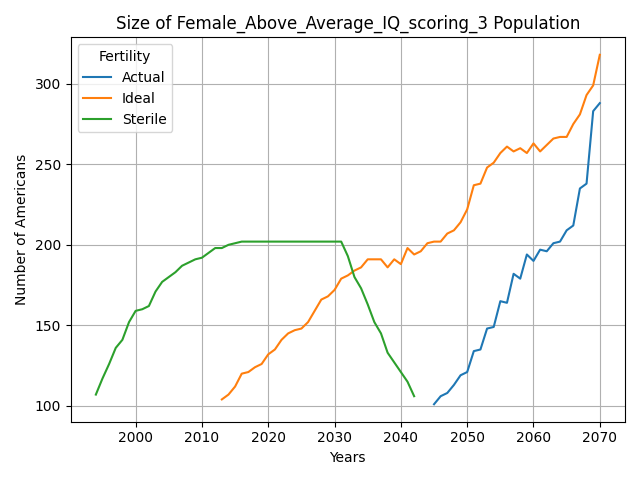 Size of Female_Above_Average_IQ_scoring_3 Population
Fertility
Actual
Ideal
Sterile
Number of Americans
300
250
200
150
100
2000 2010 2020 2030 2040 2050 2060 2070
Years